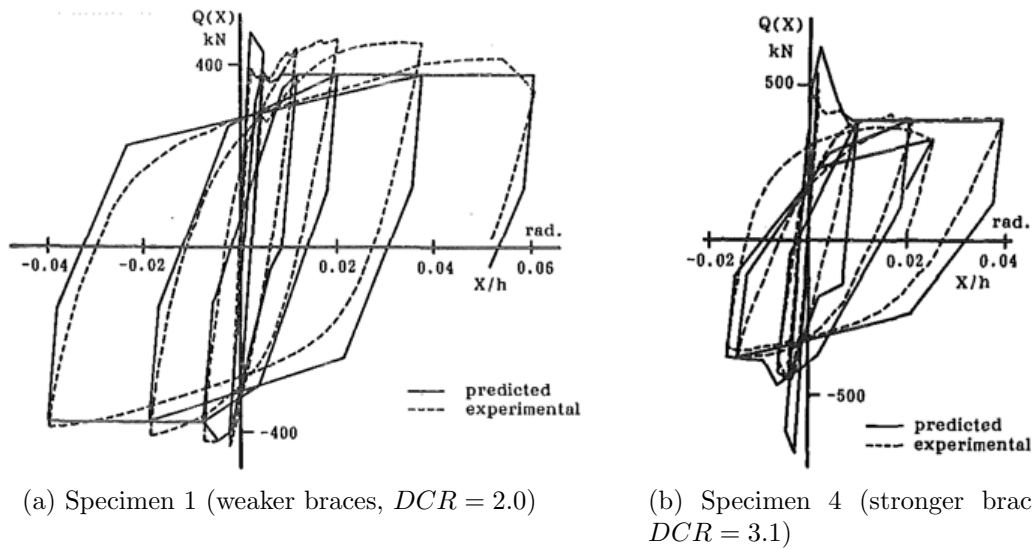 Q(X)
kN
400
-0.04
-0.02
0.02
0.04
0.06
rad.
X/h
-400
predicted
experimental
(a) Specimen 1 (weaker braces, DCR = 2.0)
Q(X)
kN
500
-0.02
0.02
0.04
rad.
X/h
-500
predicted
experimental
(b) Specimen 4 (stronger brac
DCR = 3.1)